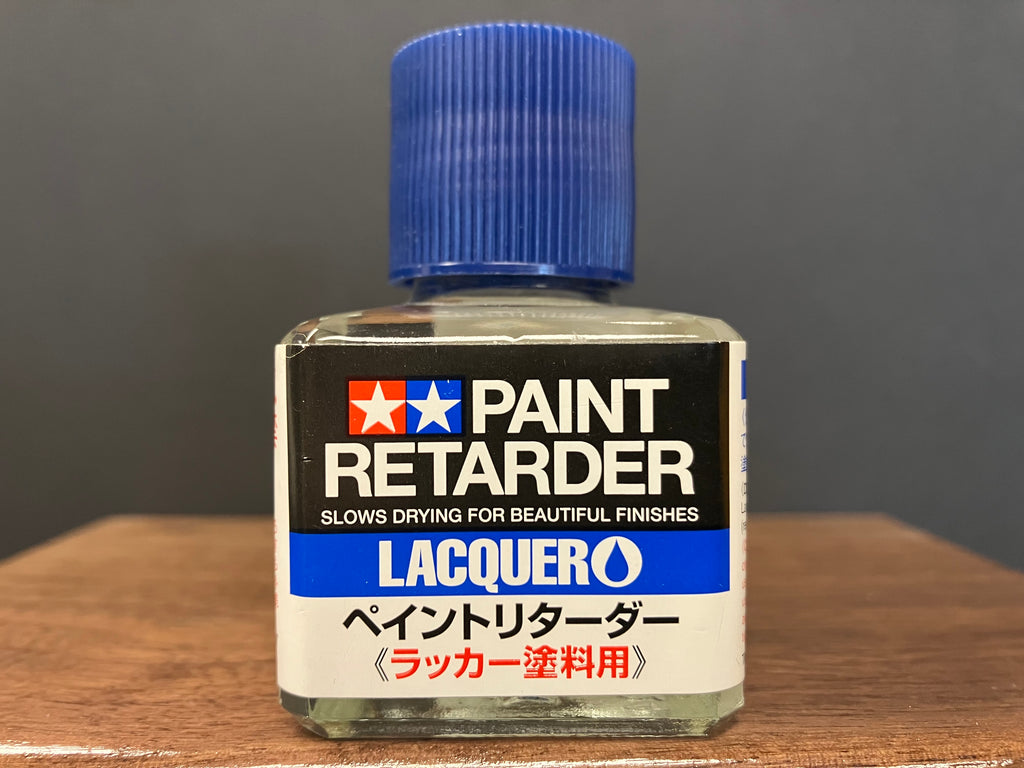 PAINT
RETARDER
SLOWS DRYING FOR BEAUTIFUL FINISHES
LACQUER
ペイントリターダー
《ラッカー塗料用》